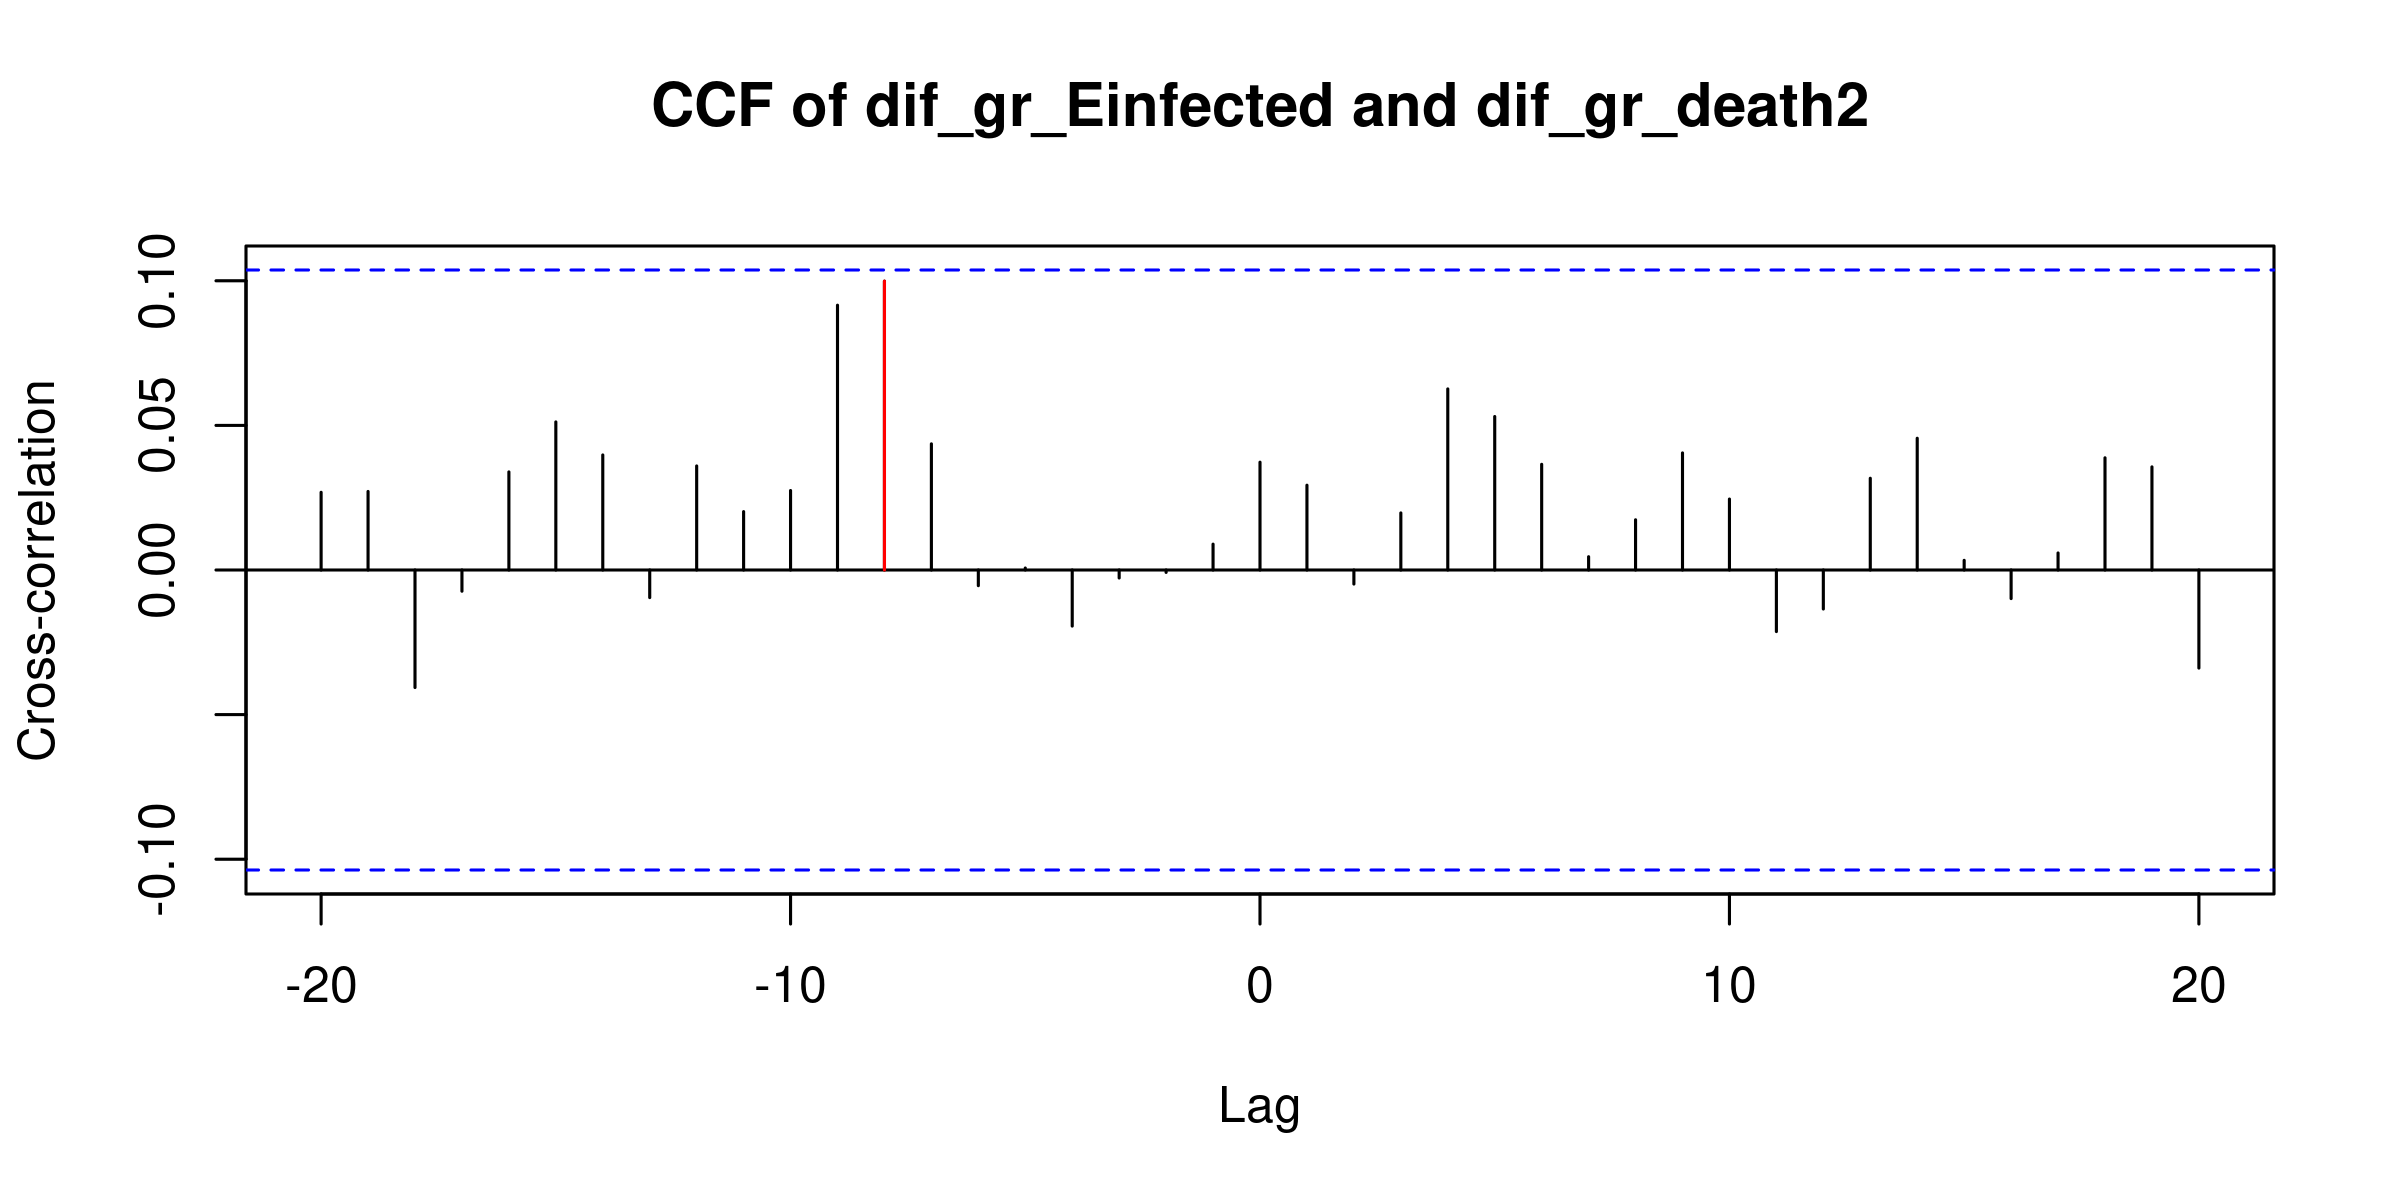 CCF of dif_gr_Einfected and dif_gr_death2
Cross-correlation
0.10
0.05
0.00
-0.10
-20 -10 0 10 20
Lag